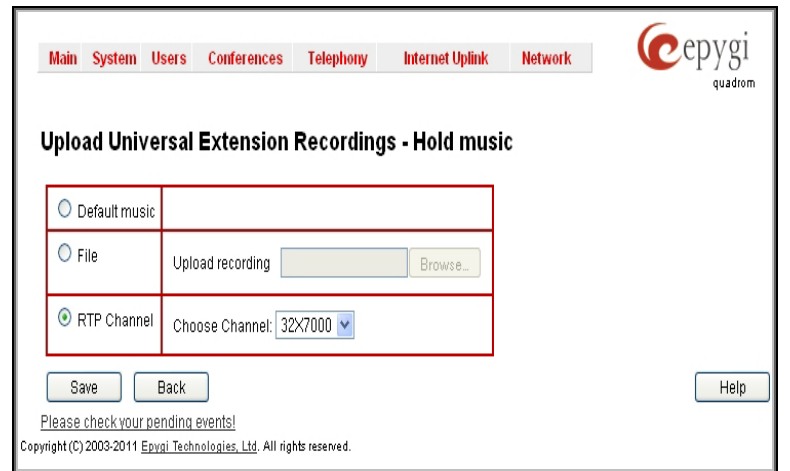 epygi
quadrom
Main System Users Conferences Telephony Internet Uplink Network
Upload Universal Extension Recordings - Hold music
Default music
File Upload recording Browse...
RTP Channel Choose Channel: 32X7000
Save Back Help
Please check your pending events!
Copyright (C) 2003-2011 Epygi Technologies, Ltd. All rights reserved.